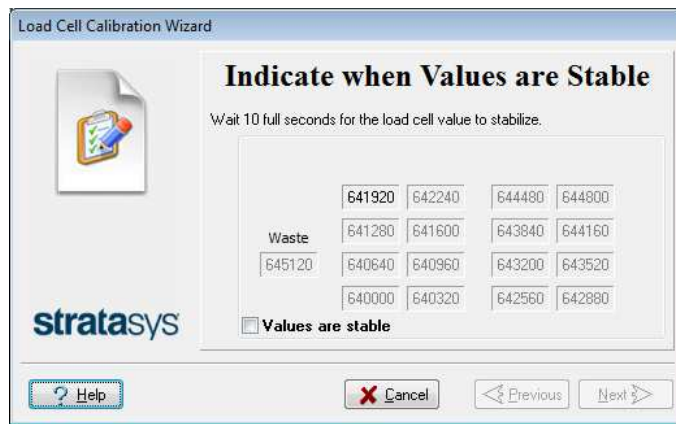 Load Cell Calibration Wizard
Indicate when Values are Stable
Wait 10 full seconds for the load cell value to stabilize.
641920 642240 644480 644800
641280 641600 643840 644160
Waste
645120 640640 640960 643200 643520
640000 640320 642560 642880
Values are stable
stratasys
? Help Cancel Previous Next